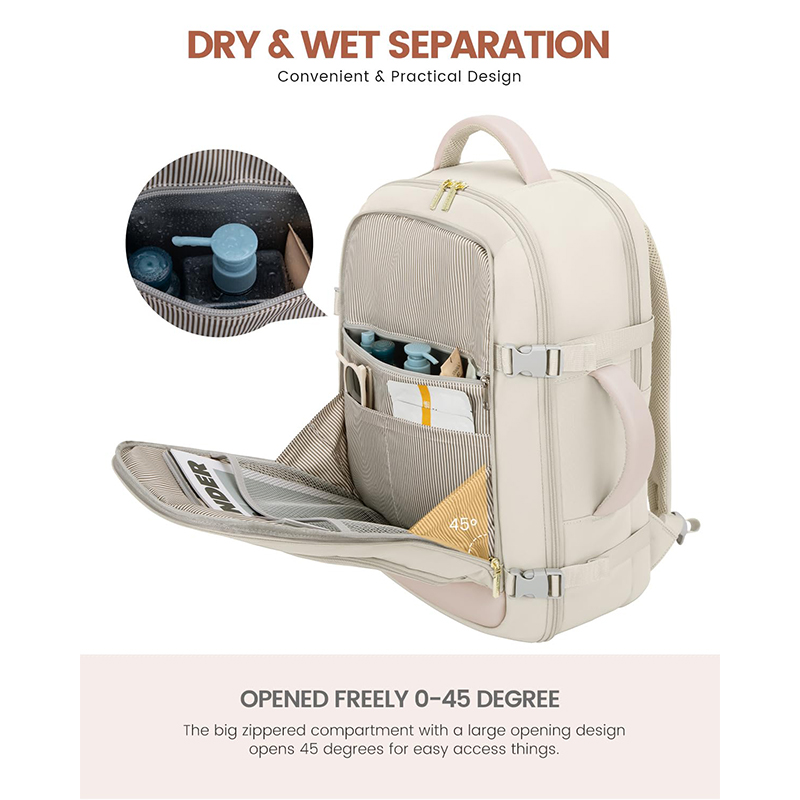 DRY & WET SEPARATION
Convenient & Practical Design
NDER
45°
OPENED FREELY 0-45 DEGREE
The big zippered compartment with a large opening design
opens 45 degrees for easy access things.